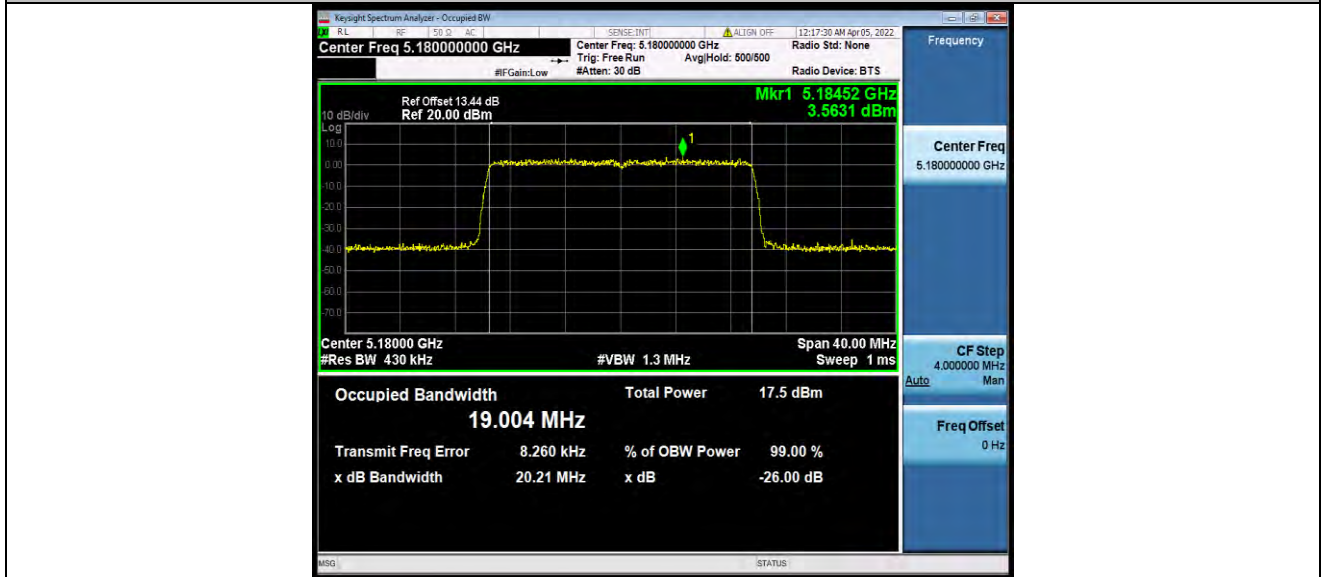 Keysight Spectrum Analyzer - Occupied BW
RL RF 50 Ω AC SENSE:INT ALIGN OFF 12:17:30 AM Apr 05, 2022
Center Freq 5.180000000 GHz
Center Freq: 5.180000000 GHz
Radio Std: None
Trig: Free Run Avg|Hold: 500/500
#IFGain:Low
#Atten: 30 dB
Radio Device: BTS
Frequency
Mkr1 5.18452 GHz
3.5631 dBm
Ref Offset 13.44 dB
10 dB/div Ref 20.00 dBm
Log
10.0
0.00
-10.0
-20.0
-30.0
-40.0
-50.0
-60.0
-70.0
1
Center Freq
5.180000000 GHz
Center 5.18000 GHz Span 40.00 MHz
#Res BW 430 kHz #VBW 1.3 MHz Sweep 1 ms
CF Step
4.000000 MHz
Auto Man
Occupied Bandwidth Total Power 17.5 dBm
19.004 MHz
Transmit Freq Error 8.260 kHz % of OBW Power 99.00 %
x dB Bandwidth 20.21 MHz x dB -26.00 dB
Freq Offset
0 Hz
MSG STATUS